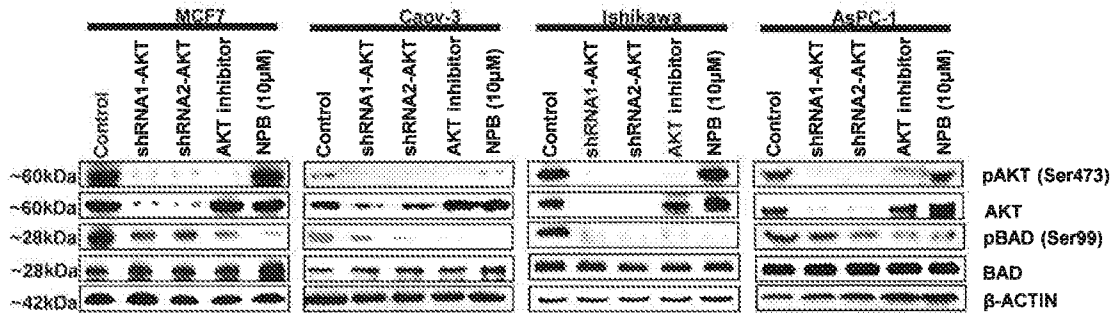 MCF7 Caov-3 Ishikawa AsPC-1
Control shRNA1-AKT shRNA2-AKT AKT inhibitor NPB (10µM) Control shRNA1-AKT shRNA2-AKT AKT inhibitor NPB (10µM) Control shRNA1-AKT shRNA2-AKT AKT inhibitor NPB (10µM) Control shRNA1-AKT shRNA2-AKT AKT inhibitor NPB (10µM)
~60kDa pAKT (Ser473)
~60kDa AKT
~28kDa pBAD (Ser99)
~28kDa BAD
~42kDa β-ACTIN